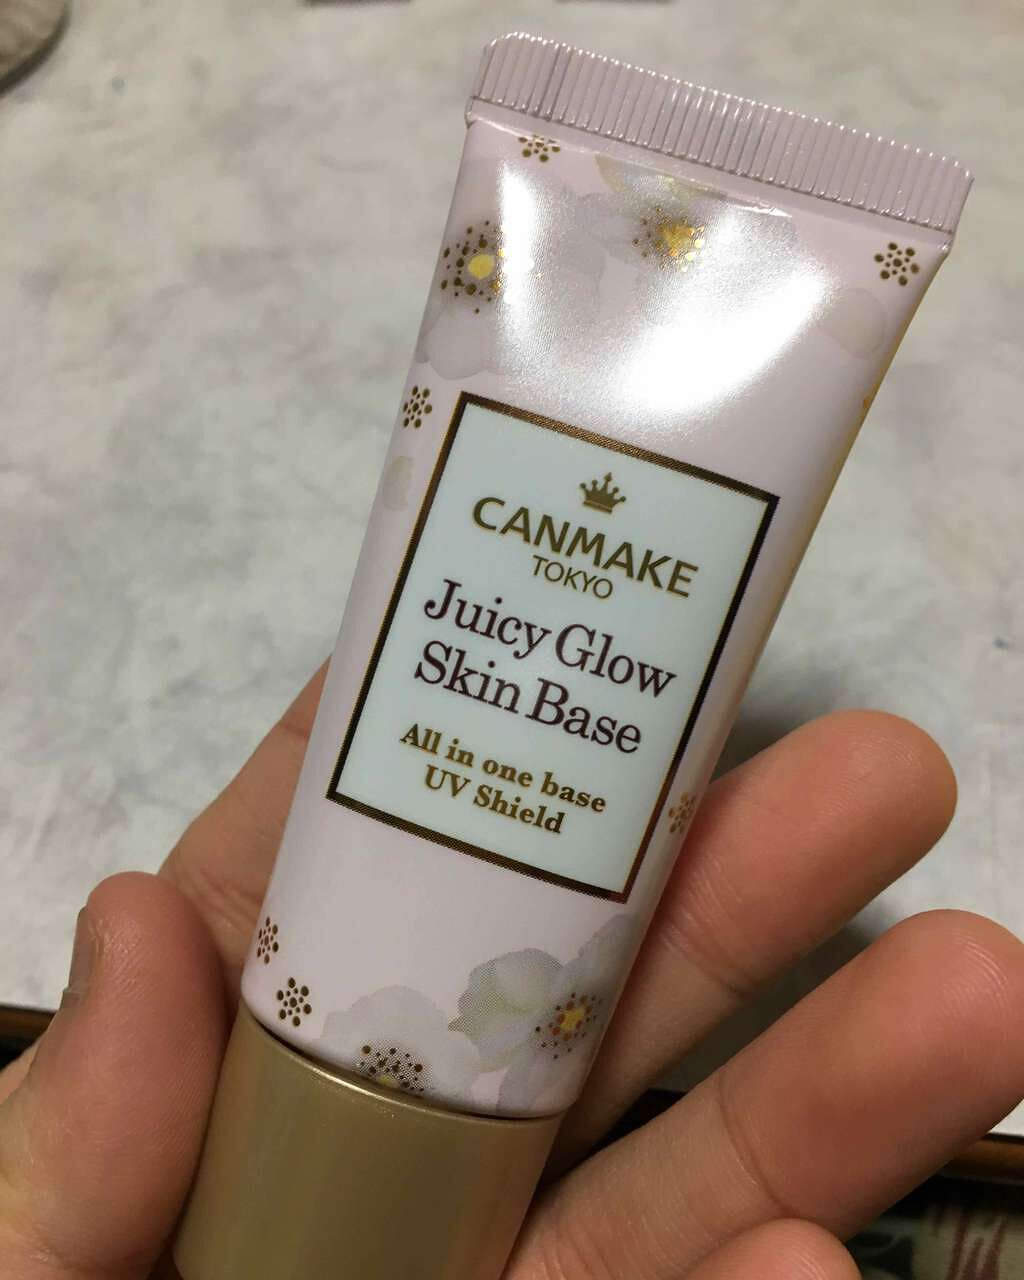 CANMAKE
TOKYO
Juicy Glow
Skin Base
All in one base
UV Shield